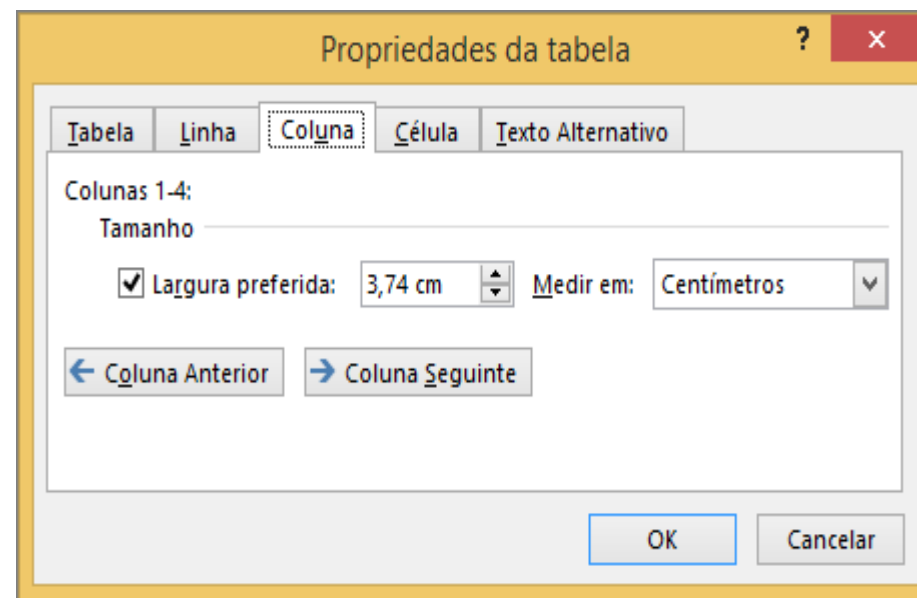 Propriedades da tabela ? ×
Tabela Linha Coluna Célula Texto Alternativo
Colunas 1-4:
Tamanho
Largura preferida: 3,74 cm Medir em: Centímetros
Coluna Anterior Coluna Seguinte
OK Cancelar